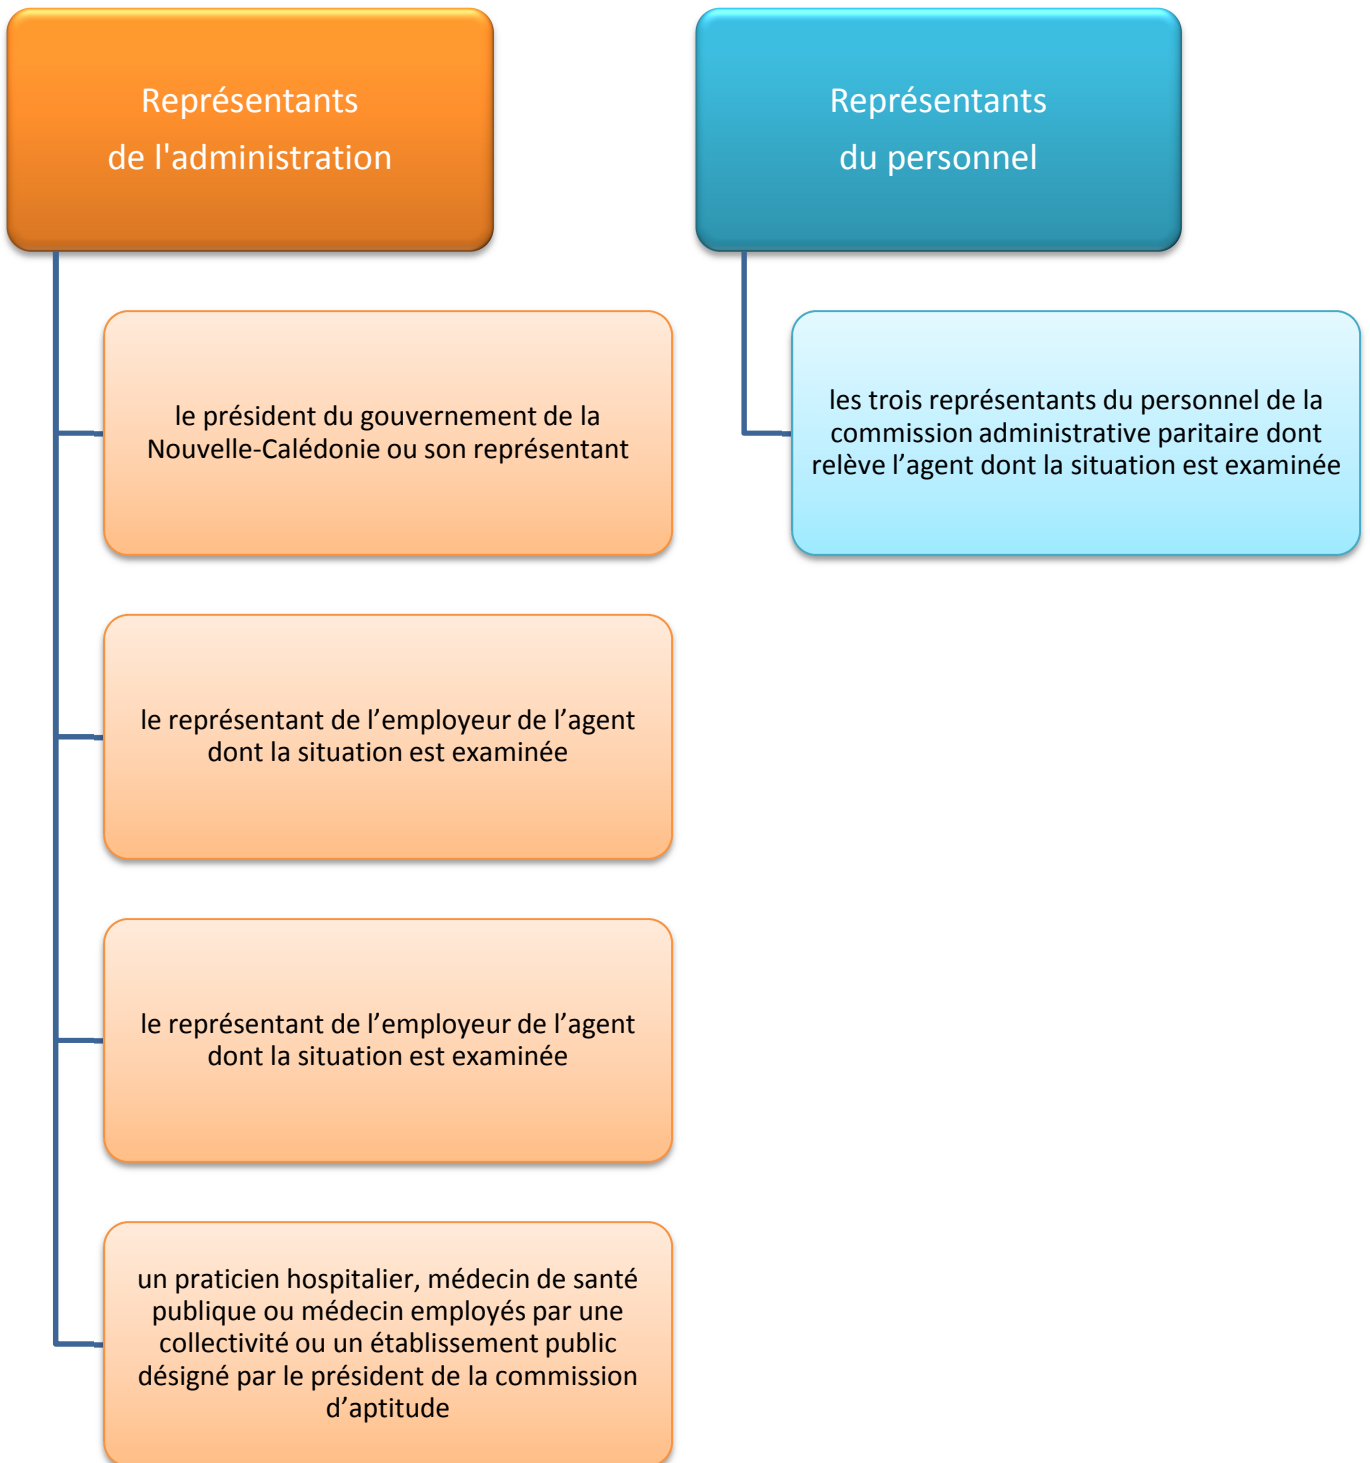 Représentants
de l'administration
le président du gouvernement de la
Nouvelle-Calédonie ou son représentant
le représentant de l’employeur de l’agent
dont la situation est examinée
le représentant de l’employeur de l’agent
dont la situation est examinée
un praticien hospitalier, médecin de santé
publique ou médecin employés par une
collectivité ou un établissement public
désigné par le président de la commission
d’aptitude
Représentants
du personnel
les trois représentants du personnel de la
commission administrative paritaire dont
relève l’agent dont la situation est examinée